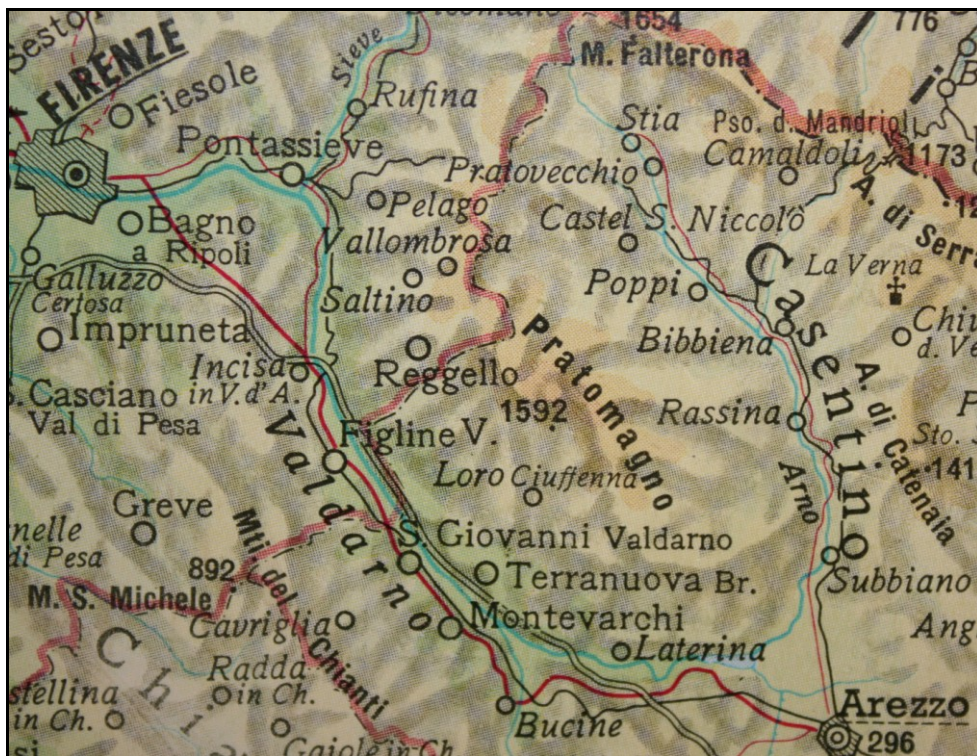 1654
776
M. Falterona
Sieve
FIRENZE
Fiesole
Rufina
Stia
Pso. d. Mandrioli
Pontassieve
Pratovecchio
Camaldoli
1173
Pelago
Castel S. Niccolò
A. di Serra
Bagno
a Ripoli
Vallombrosa
La Verna
Galluzzo
Certosa
Saltino
Poppi
Casentino
Impruneta
Pratomagno
Bibbiena
Incisa
in V. d' A.
Reggello
S. Casciano
Val di Pesa
1592
Rassina
A. di Catenaia
Figline V.
Valdarno
Loro Ciuffenna
Sto.
141
Arno
Greve
di Pesa
Mti. del Chianti
S. Giovanni Valdarno
892
Terranuova Br.
Subbiano
M. S. Michele
Cavriglia
Montevarchi
Laterina
Radda
in Ch.
in Ch.
Bucine
Arezzo
296
Gaiole in Ch.